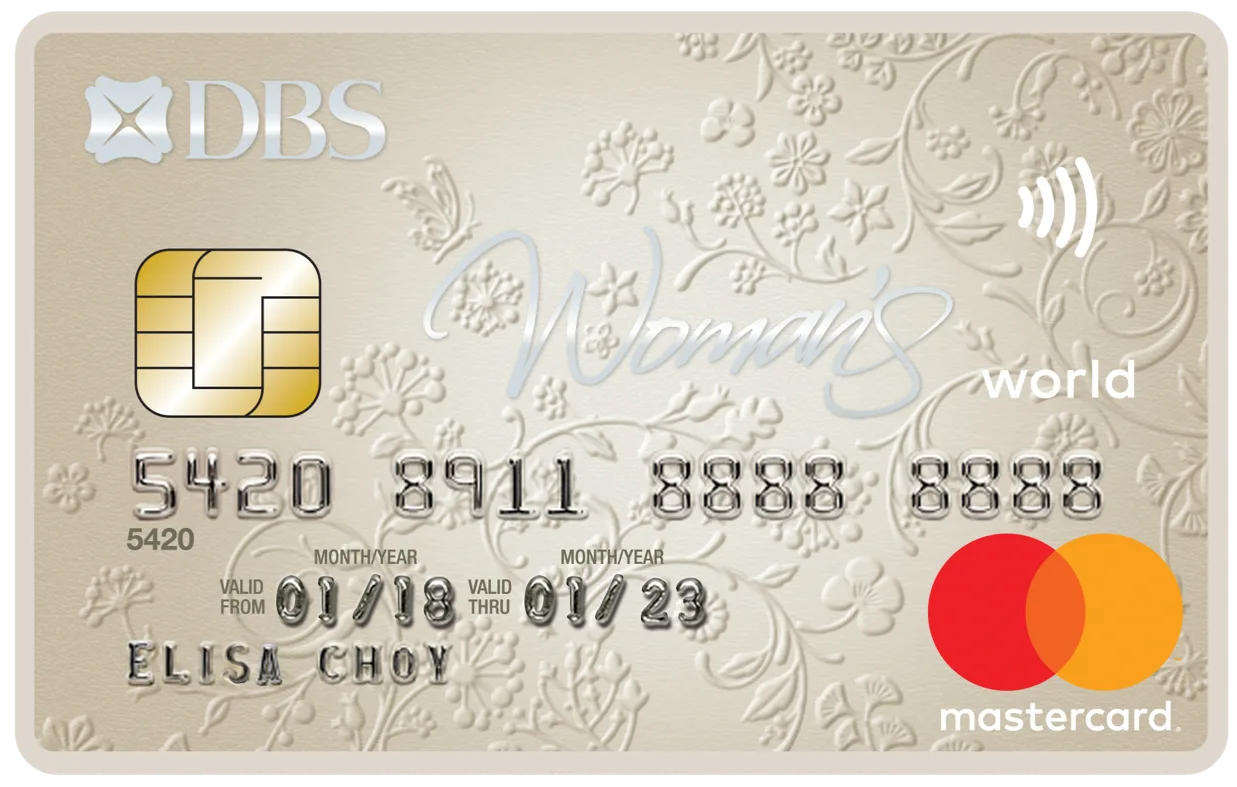 DBS
Woman's
world
5420 8911 8888 8888
5420
MONTH/YEAR MONTH/YEAR
VALID FROM 01/18 VALID THRU 01/23
ELISA CHOY
mastercard.